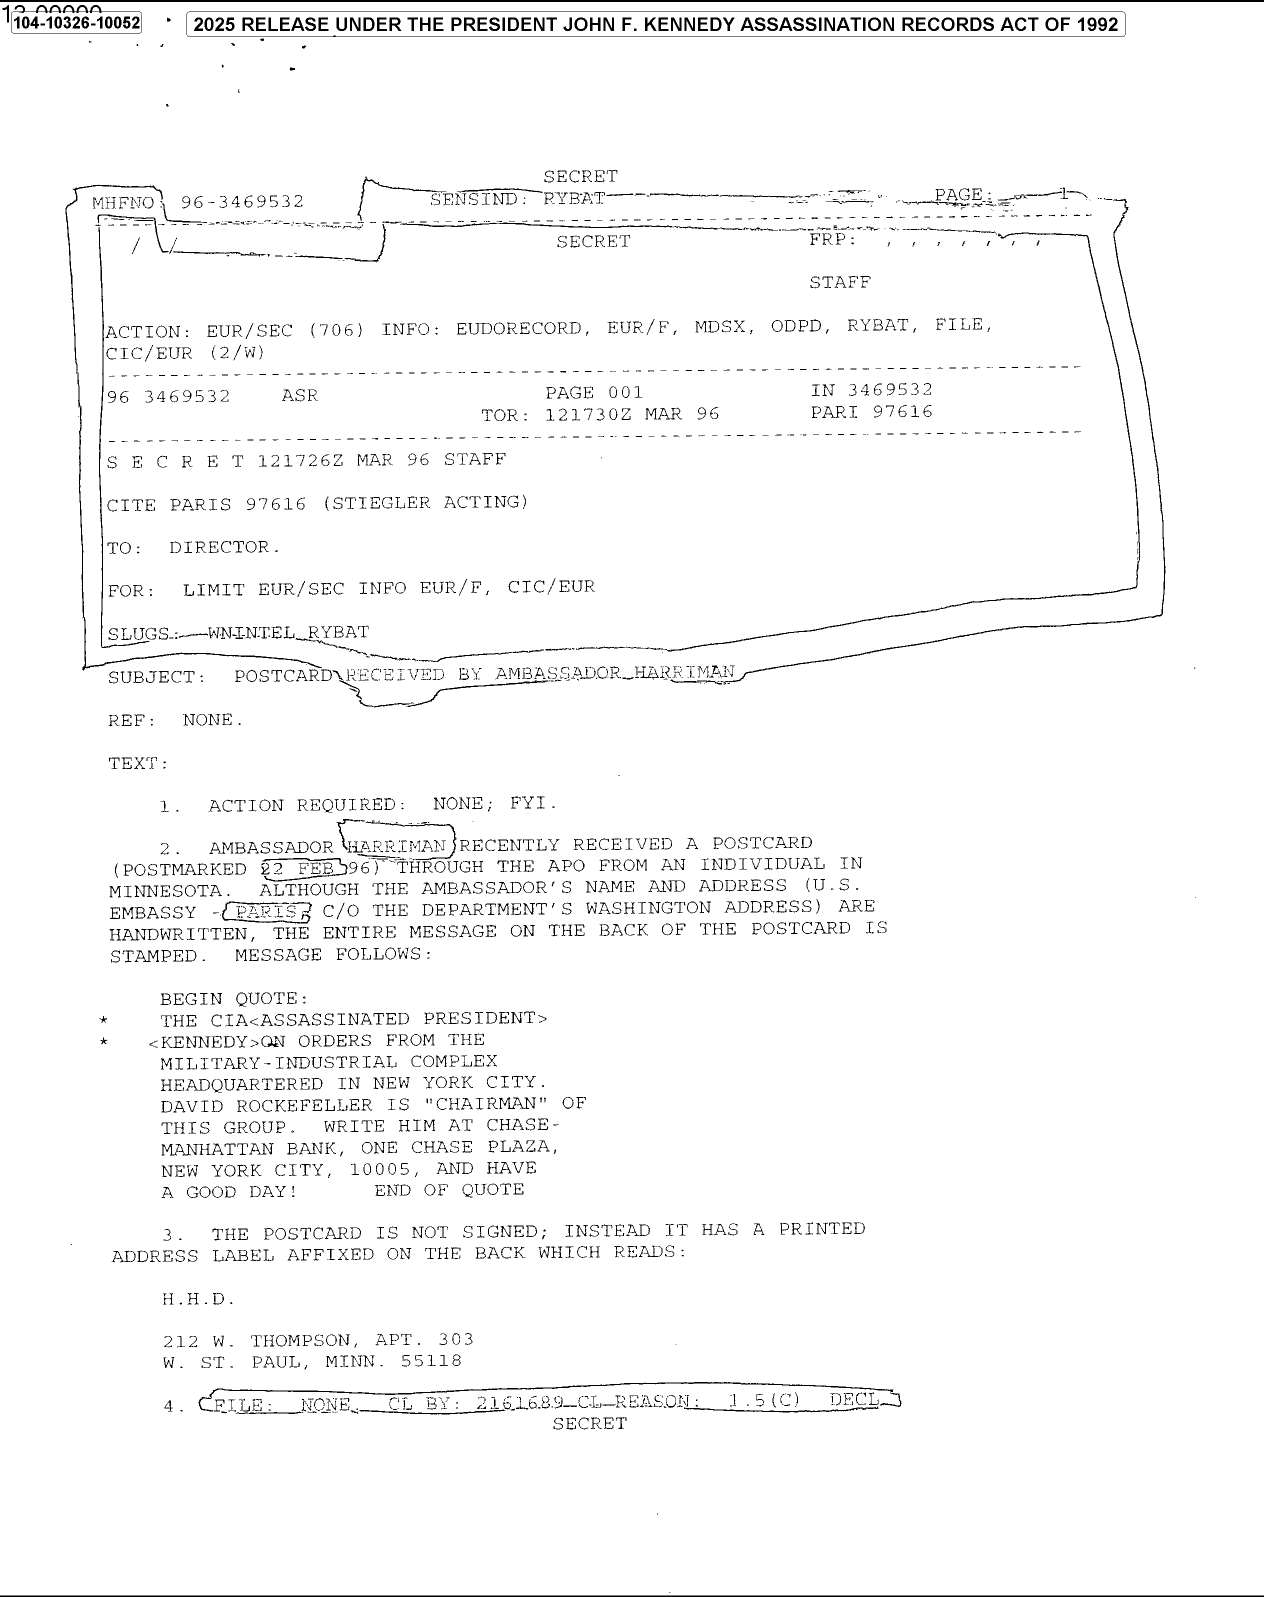 104-10326-10052
2025 RELEASE UNDER THE PRESIDENT JOHN F. KENNEDY ASSASSINATION RECORDS ACT OF 1992
SECRET
MHFNO 96-3469532 SENSIND: RYBAT PAGE: 1
/ / SECRET FRP: , , , , , , ,
STAFF
ACTION: EUR/SEC (706) INFO: EUDORECORD, EUR/F, MDSX, ODPD, RYBAT, FILE,
CIC/EUR (2/W)
96 3469532 ASR PAGE 001 IN 3469532
TOR: 121730Z MAR 96 PARI 97616
S E C R E T 121726Z MAR 96 STAFF
CITE PARIS 97616 (STIEGLER ACTING)
TO: DIRECTOR.
FOR: LIMIT EUR/SEC INFO EUR/F, CIC/EUR
SLUGS: WNINTEL RYBAT
SUBJECT: POSTCARD RECEIVED BY AMBASSADOR HARRIMAN
REF: NONE.
TEXT:
1. ACTION REQUIRED: NONE; FYI.
2. AMBASSADOR HARRIMAN RECENTLY RECEIVED A POSTCARD
(POSTMARKED 22 FEB 96) THROUGH THE APO FROM AN INDIVIDUAL IN
MINNESOTA. ALTHOUGH THE AMBASSADOR'S NAME AND ADDRESS (U.S.
EMBASSY - PARIS, C/O THE DEPARTMENT'S WASHINGTON ADDRESS) ARE
HANDWRITTEN, THE ENTIRE MESSAGE ON THE BACK OF THE POSTCARD IS
STAMPED. MESSAGE FOLLOWS:
BEGIN QUOTE:
* THE CIA<ASSASSINATED PRESIDENT>
* <KENNEDY>ON ORDERS FROM THE
MILITARY-INDUSTRIAL COMPLEX
HEADQUARTERED IN NEW YORK CITY.
DAVID ROCKEFELLER IS "CHAIRMAN" OF
THIS GROUP. WRITE HIM AT CHASE-
MANHATTAN BANK, ONE CHASE PLAZA,
NEW YORK CITY, 10005, AND HAVE
A GOOD DAY! END OF QUOTE
3. THE POSTCARD IS NOT SIGNED; INSTEAD IT HAS A PRINTED
ADDRESS LABEL AFFIXED ON THE BACK WHICH READS:
H.H.D.
212 W. THOMPSON, APT. 303
W. ST. PAUL, MINN. 55118
4. FILE: NONE. CL BY: 2161689 CL REASON: 1.5(C) DECL
SECRET